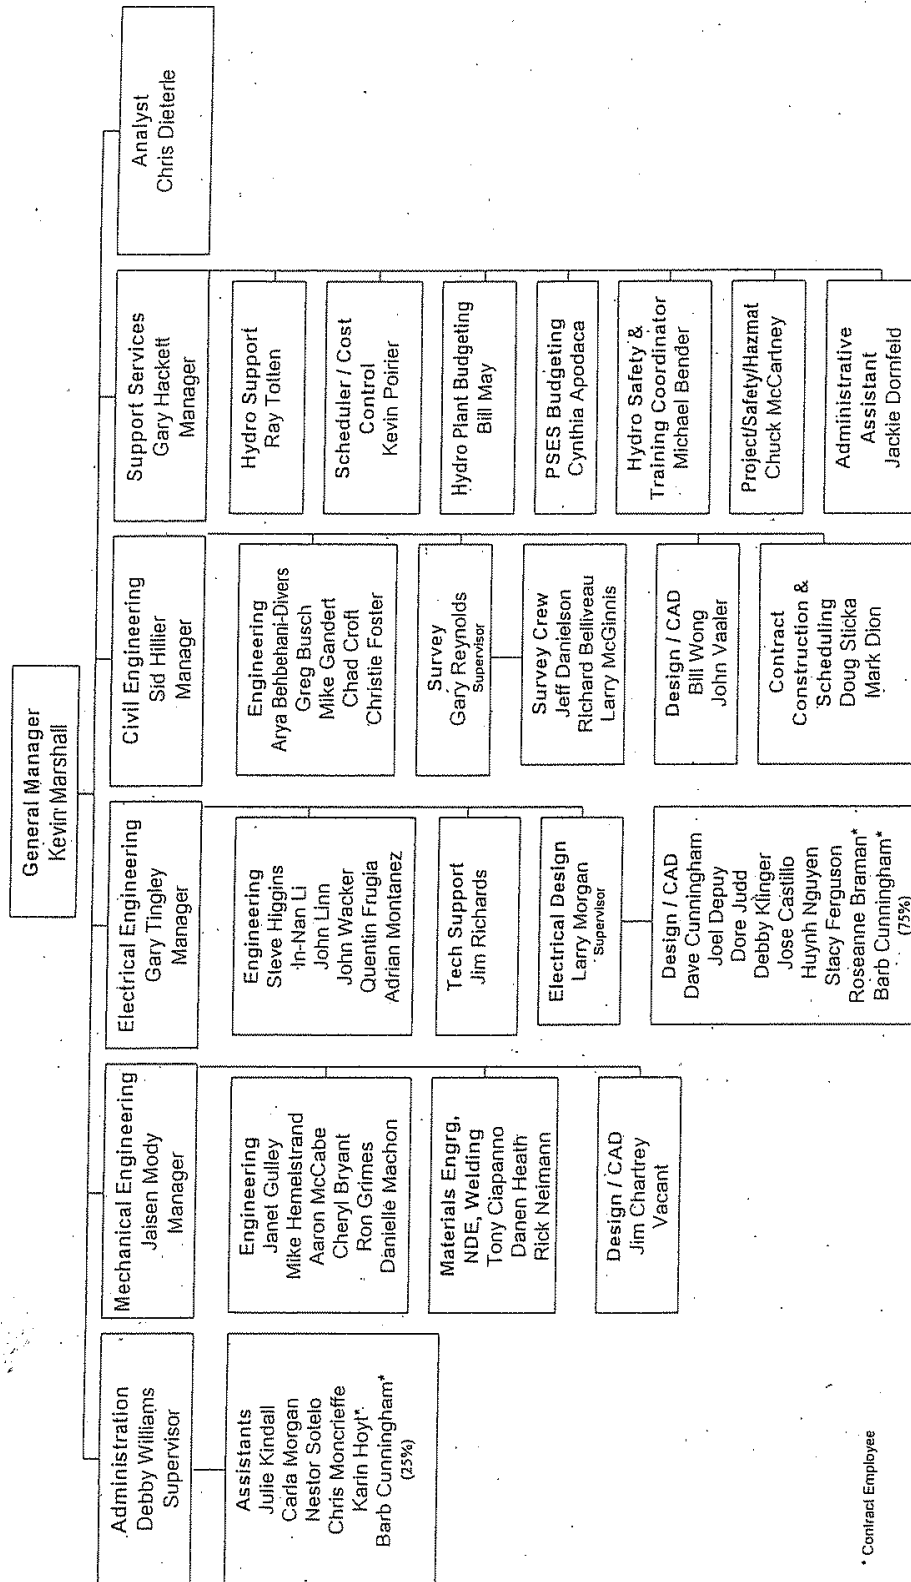 General Manager
Kevin Marshall
Administration
Debby Williams
Supervisor
Assistants
Julie Kindall
Carla Morgan
Nestor Sotelo
Chris Moncrieffe
Karin Hoyt*
Barb Cunningham*
(25%)
Mechanical Engineering
Jaisen Mody
Manager
Engineering
Janet Gulley
Mike Hemelstrand
Aaron McCabe
Cheryl Bryant
Ron Grimes
Danielle Machon
Materials Engrg,
NDE, Welding
Tony Ciapanno
Danen Heath
Rick Neimann
Design / CAD
Jim Chartrey
Vacant
Electrical Engineering
Gary Tingley
Manager
Engineering
Steve Higgins
In-Nan Li
John Linn
John Wacker
Quentin Frugia
Adrian Montanez
Tech Support
Jim Richards
Electrical Design
Larry Morgan
Supervisor
Design / CAD
Dave Cunningham
Joel Depuy
Dore Judd
Debby Klinger
Jose Castillo
Huynh Nguyen
Stacy Ferguson
Roseanne Braman*
Barb Cunningham*
(75%)
Civil Engineering
Sid Hillier
Manager
Engineering
Arya Behbehani-Divers
Greg Busch
Mike Gandert
Chad Croft
Christie Foster
Survey
Gary Reynolds
Supervisor
Survey Crew
Jeff Danielson
Richard Belliveau
Larry McGinnis
Design / CAD
Bill Wong
John Vaaler
Contract
Construction &
Scheduling
Doug Sticka
Mark Dion
Support Services
Gary Hackett
Manager
Hydro Support
Ray Totten
Scheduler / Cost
Control
Kevin Poirier
Hydro Plant Budgeting
Bill May
PSES Budgeting
Cynthia Apodaca
Hydro Safety &
Training Coordinator
Michael Bender
Project/Safety/Hazmat
Chuck McCartney
Administrative
Assistant
Jackie Dornfeld
Analyst
Chris Dieterle
* Contract Employee